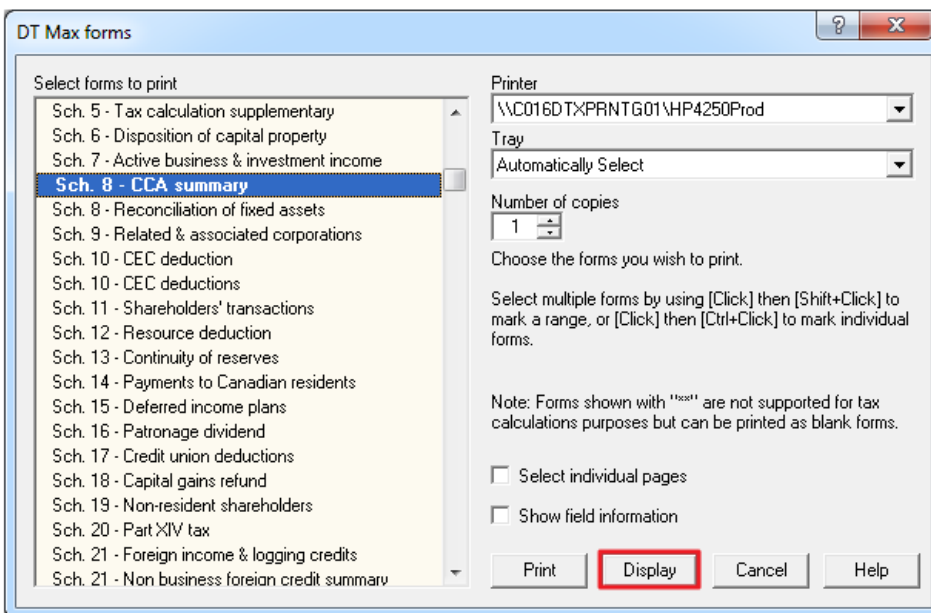 DT Max forms
?
X
Select forms to print
Sch. 5 - Tax calculation supplementary
Sch. 6 - Disposition of capital property
Sch. 7 - Active business & investment income
Sch. 8 - CCA summary
Sch. 8 - Reconciliation of fixed assets
Sch. 9 - Related & associated corporations
Sch. 10 - CEC deduction
Sch. 10 - CEC deductions
Sch. 11 - Shareholders' transactions
Sch. 12 - Resource deduction
Sch. 13 - Continuity of reserves
Sch. 14 - Payments to Canadian residents
Sch. 15 - Deferred income plans
Sch. 16 - Patronage dividend
Sch. 17 - Credit union deductions
Sch. 18 - Capital gains refund
Sch. 19 - Non-resident shareholders
Sch. 20 - Part XIV tax
Sch. 21 - Foreign income & logging credits
Sch. 21 - Non business foreign credit summary
Printer
\\C016DTXPRNTG01\HP4250Prod
Tray
Automatically Select
Number of copies
1
Choose the forms you wish to print.
Select multiple forms by using [Click] then [Shift+Click] to
mark a range, or [Click] then [Ctrl+Click] to mark individual
forms.
Note: Forms shown with "**" are not supported for tax
calculations purposes but can be printed as blank forms.
Select individual pages
Show field information
Print
Display
Cancel
Help